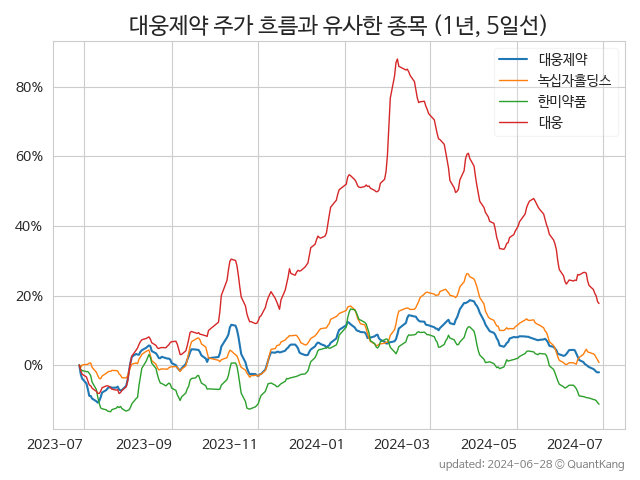 대웅제약 주가 흐름과 유사한 종목 (1년, 5일선)
대웅제약
녹십자홀딩스
한미약품
대웅
80%
60%
40%
20%
0%
2023-07
2023-09
2023-11
2024-01
2024-03
2024-05
2024-07
updated: 2024-06-28 © QuantKang